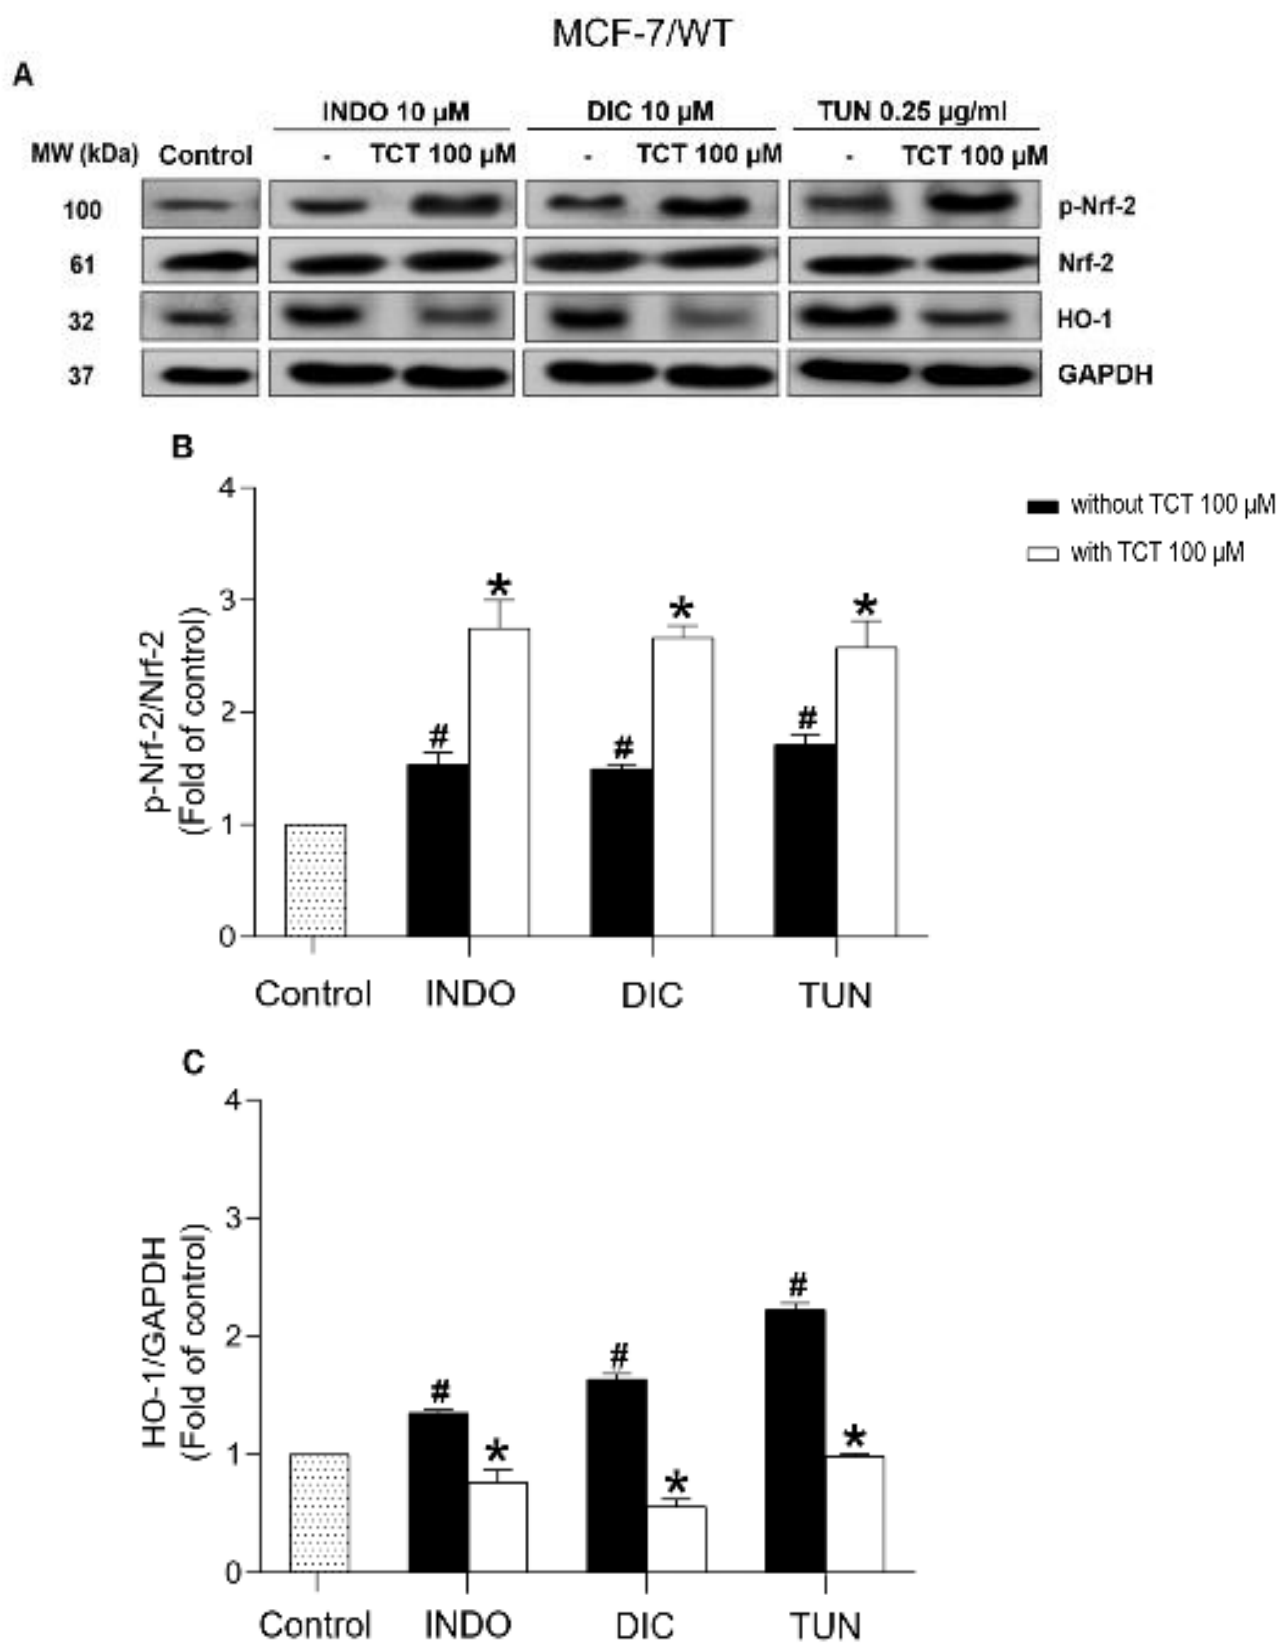 MCF-7/WT
A
INDO 10 µM DIC 10 µM TUN 0.25 µg/ml
MW (kDa) Control - TCT 100 µM - TCT 100 µM - TCT 100 µM
100 p-Nrf-2
61 Nrf-2
32 HO-1
37 GAPDH
B
p-Nrf-2/Nrf-2
(Fold of control)
4
3
2
1
0
# * # * # *
Control INDO DIC TUN
without TCT 100 µM
with TCT 100 µM
C
HO-1/GAPDH
(Fold of control)
4
3
2
1
0
# * # * # *
Control INDO DIC TUN